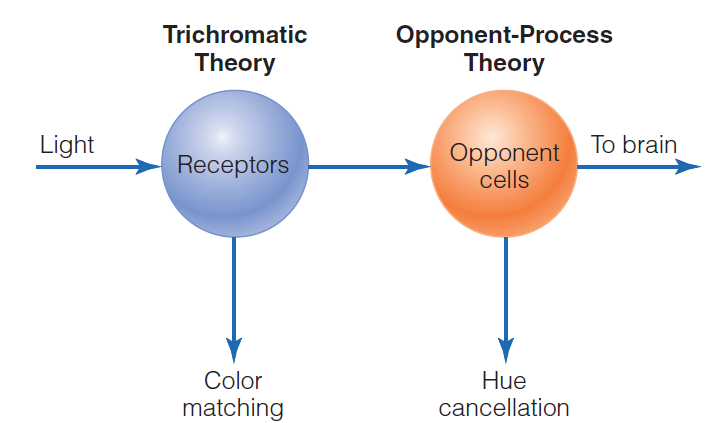 Trichromatic
Theory
Opponent-Process
Theory
Light
Receptors
Opponent
cells
To brain
Color
matching
Hue
cancellation